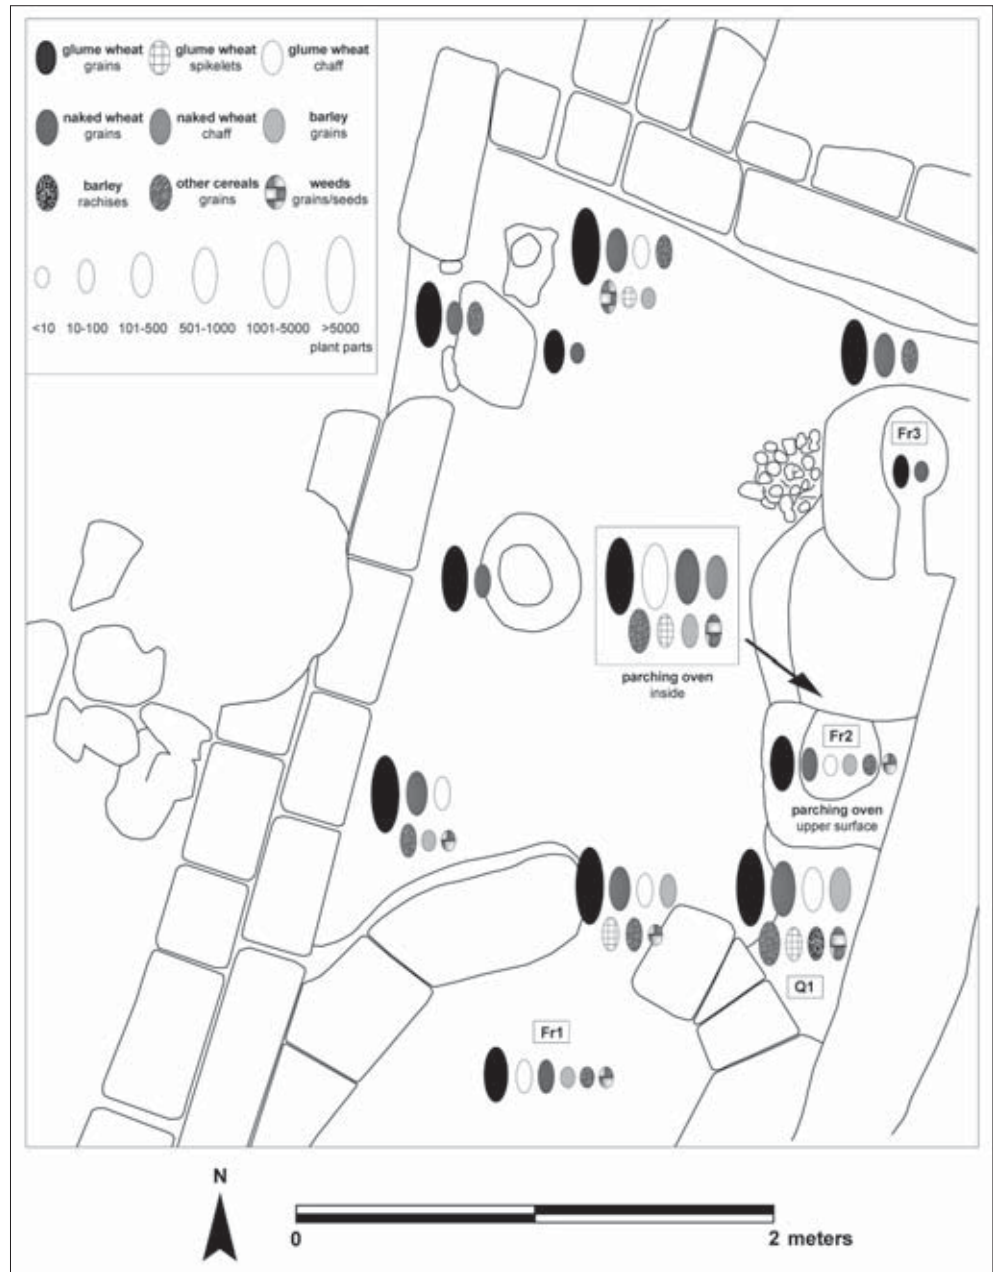 glume wheat
grains
glume wheat
spikelets
glume wheat
chaff
naked wheat
grains
naked wheat
chaff
barley
grains
barley
rachises
other cereals
grains
weeds
grains/seeds
<10 10-100 101-500 501-1000 1001-5000 >5000
plant parts
Fr3
parching oven
inside
Fr2
parching oven
upper surface
Q1
Fr1
N
0 2 meters